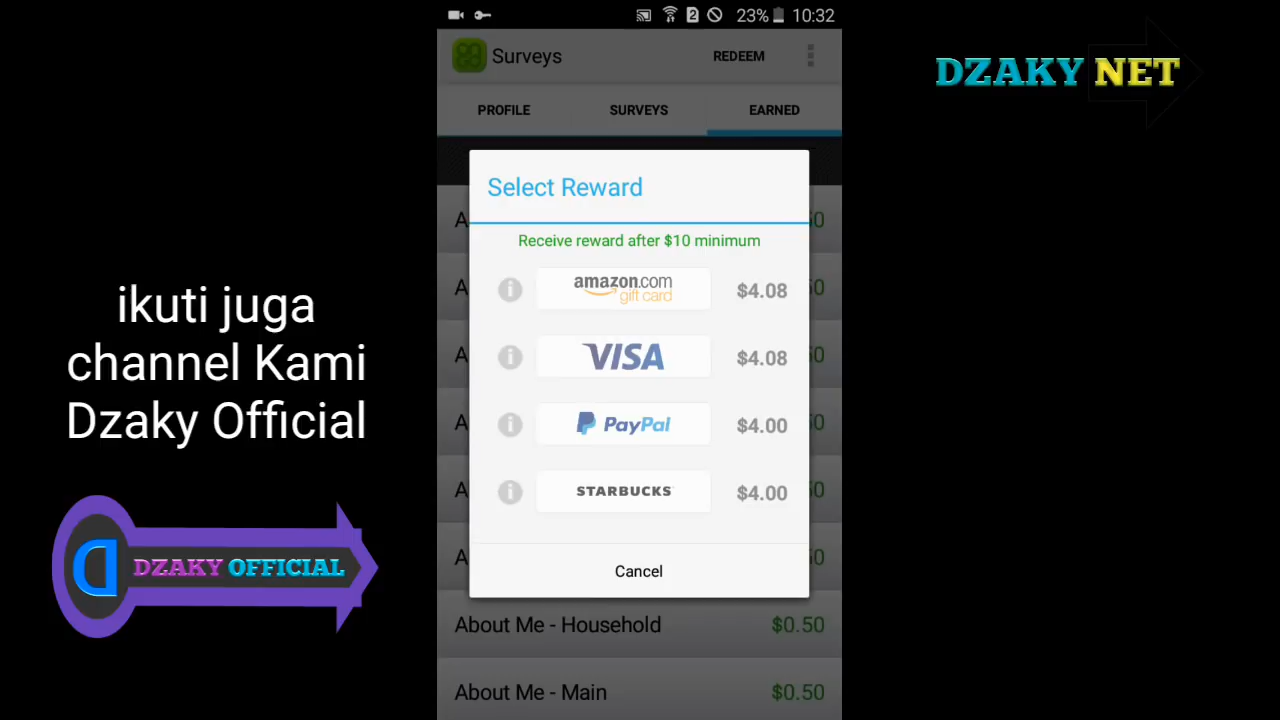 23% 10:32
Surveys REDEEM
PROFILE SURVEYS EARNED
Select Reward
Receive reward after $10 minimum
amazon.com
gift card
$4.08
VISA $4.08
PayPal $4.00
STARBUCKS $4.00
Cancel
About Me - Household $0.50
About Me - Main $0.50
DZAKY NET
ikuti juga
channel Kami
Dzaky Official
D DZAKY OFFICIAL